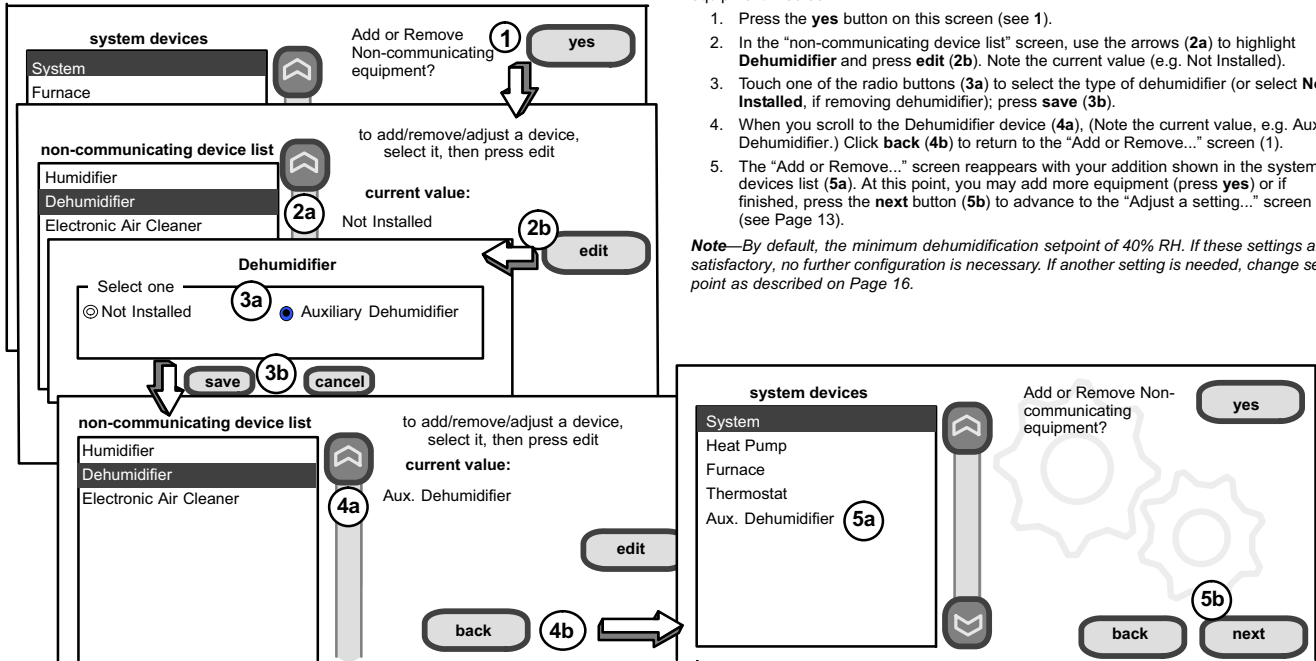 system devices
System
Furnace
Add or Remove
Non-communicating
equipment?
1
yes
non-communicating device list
Humidifier
Dehumidifier
Electronic Air Cleaner
2a
to add/remove/adjust a device,
select it, then press edit
current value:
Not Installed
2b
edit
Dehumidifier
Select one
Not Installed
3a
Auxiliary Dehumidifier
save
3b
cancel
non-communicating device list
Humidifier
Dehumidifier
Electronic Air Cleaner
4a
to add/remove/adjust a device,
select it, then press edit
current value:
Aux. Dehumidifier
edit
back
4b
1. Press the yes button on this screen (see 1).
2. In the “non-communicating device list” screen, use the arrows (2a) to highlight
Dehumidifier and press edit (2b). Note the current value (e.g. Not Installed).
3. Touch one of the radio buttons (3a) to select the type of dehumidifier (or select
Installed, if removing dehumidifier); press save (3b).
4. When you scroll to the Dehumidifier device (4a), (Note the current value, e.g. Aux
Dehumidifier.) Click back (4b) to return to the “Add or Remove...” screen (1).
5. The “Add or Remove...” screen reappears with your addition shown in the system
devices list (5a). At this point, you may add more equipment (press yes) or if
finished, press the next button (5b) to advance to the “Adjust a setting...” screen
(see Page 13).
Note—By default, the minimum dehumidification setpoint of 40% RH. If these settings a
satisfactory, no further configuration is necessary. If another setting is needed, change se
point as described on Page 16.
system devices
System
Heat Pump
Furnace
Thermostat
Aux. Dehumidifier
5a
Add or Remove Non-
communicating
equipment?
yes
5b
back
next